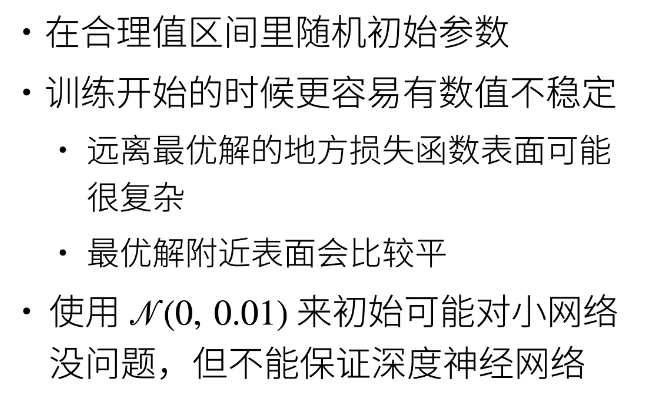 • 在合理值区间里随机初始参数
• 训练开始的时候更容易有数值不稳定
• 远离最优解的地方损失函数表面可能
很复杂
• 最优解附近表面会比较平
• 使用 𝒩(0, 0.01) 来初始可能对小网络
没问题，但不能保证深度神经网络